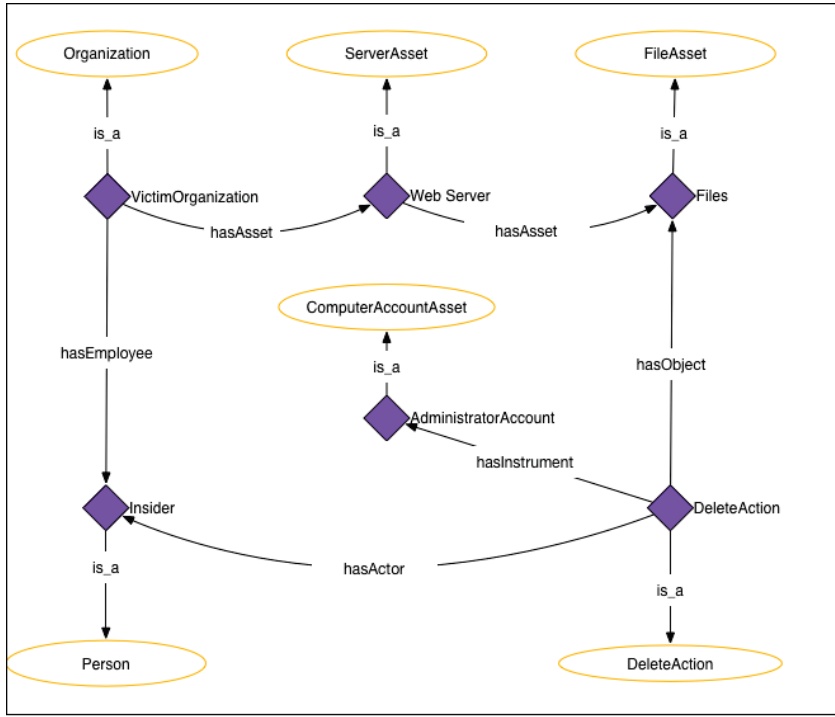 Organization
ServerAsset
FileAsset
is_a
is_a
is_a
VictimOrganization
Web Server
Files
hasAsset
hasAsset
ComputerAccountAsset
hasEmployee
is_a
hasObject
AdministratorAccount
hasInstrument
Insider
DeleteAction
is_a
hasActor
is_a
Person
DeleteAction